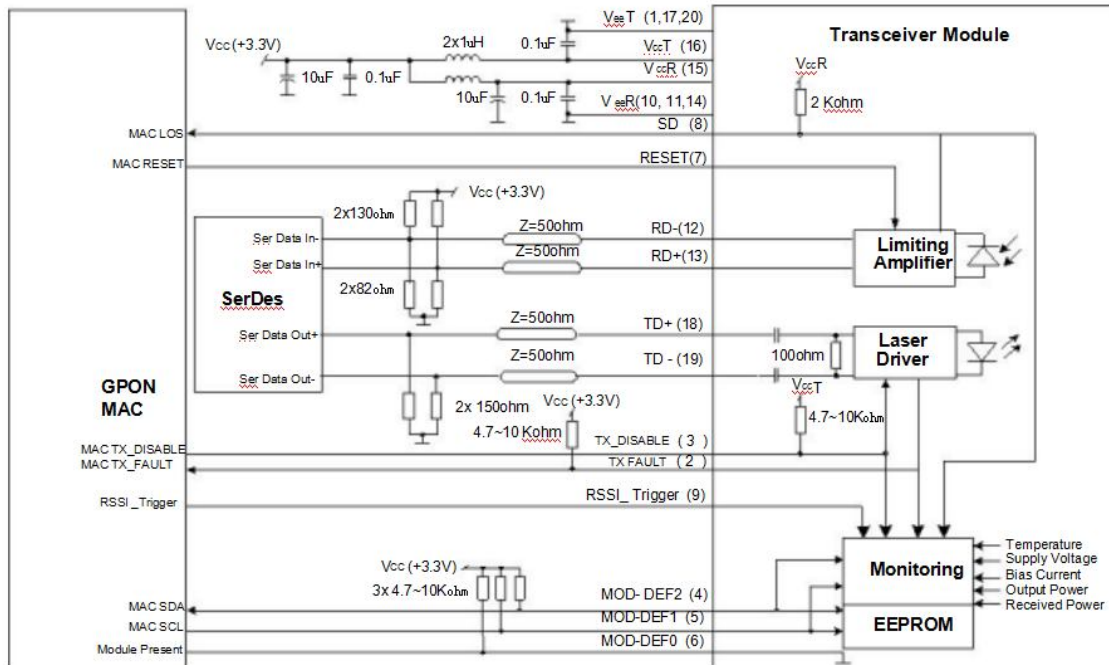 VeeT (1,17,20)
Transceiver Module
Vcc (+3.3V)
2x1uH
0.1uF
VccT (16)
VccR (15)
VccR
10uF
0.1uF
10uF
0.1uF
VeeR(10, 11,14)
2 Kohm
SD (8)
MAC LOS
MAC RESET
RESET(7)
Vcc (+3.3V)
2x130ohm
Z=50ohm
RD-(12)
Ser Data In-
Limiting
Amplifier
Z=50ohm
RD+(13)
Ser Data In+
SerDes
2x82ohm
Z=50ohm
TD+ (18)
Ser Data Out+
Laser
Driver
100ohm
Z=50ohm
TD - (19)
Ser Data Out-
GPON
MAC
VccT
Vcc (+3.3V)
2x 150ohm
4.7~10 Kohm
4.7~10Kohm
TX_DISABLE ( 3 )
MAC TX_DISABLE
TX FAULT ( 2 )
MAC TX_FAULT
RSSI_ Trigger (9)
RSSI _Trigger
Temperature
Supply Voltage
Bias Current
Output Power
Received Power
Monitoring
EEPROM
Vcc (+3.3V)
3x 4.7~10Kohm
MOD- DEF2 (4)
MAC SDA
MOD-DEF1 (5)
MAC SCL
MOD-DEF0 (6)
Module Present